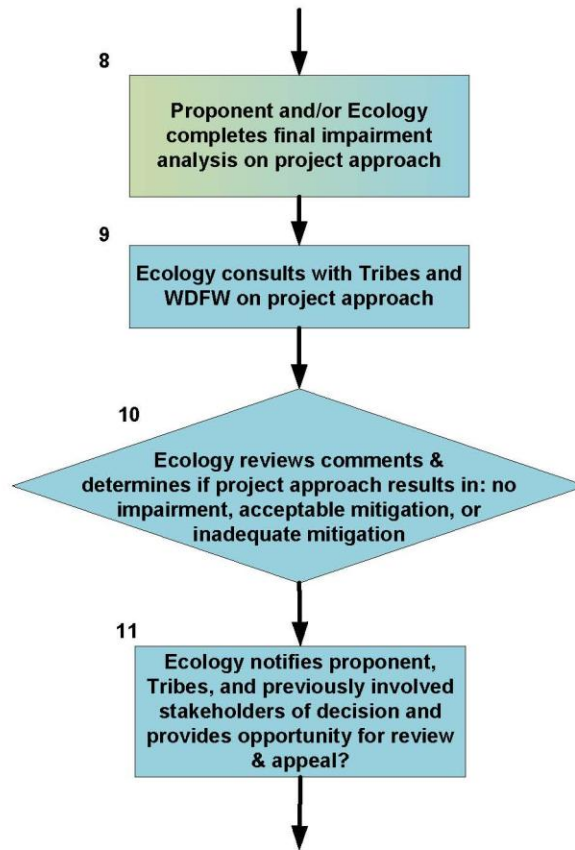 8
Proponent and/or Ecology
completes final impairment
analysis on project approach
9
Ecology consults with Tribes and
WDFW on project approach
10
Ecology reviews comments &
determines if project approach results in: no
impairment, acceptable mitigation, or
inadequate mitigation
11
Ecology notifies proponent,
Tribes, and previously involved
stakeholders of decision and
provides opportunity for review
& appeal?